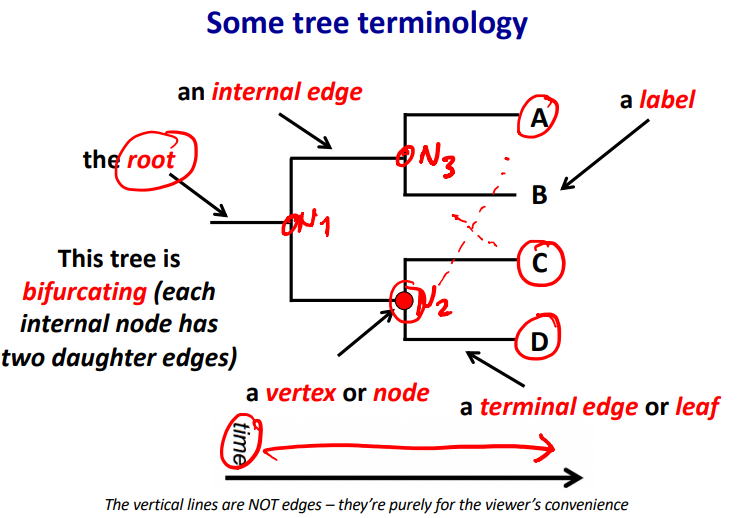 Some tree terminology
an internal edge
a label
the root
A
N3
B
N1
This tree is
bifurcating (each
internal node has
two daughter edges)
C
N2
D
a vertex or node
a terminal edge or leaf
time
The vertical lines are NOT edges – they’re purely for the viewer’s convenience